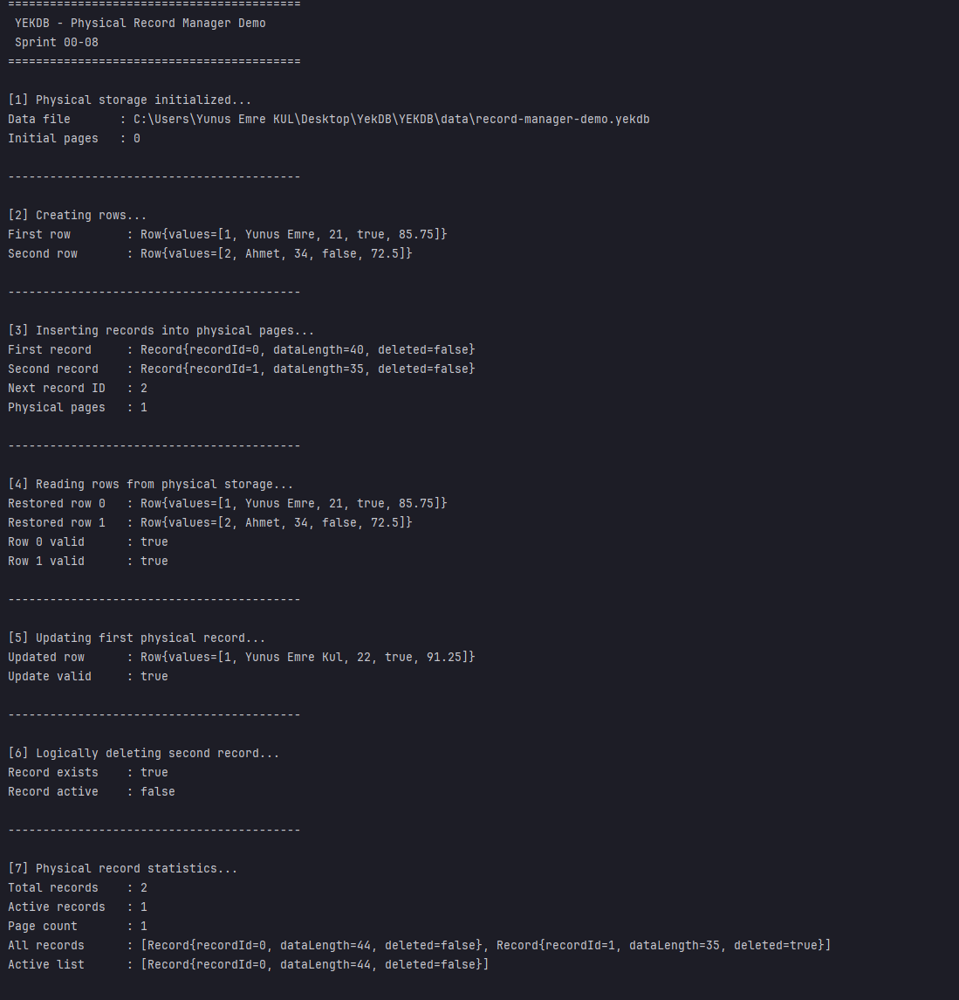 ==========================================
YEKDB - Physical Record Manager Demo
Sprint 00-08
==========================================
[1] Physical storage initialized...
Data file       : C:\Users\Yunus Emre KUL\Desktop\YekDB\YEKDB\data\record-manager-demo.yekdb
Initial pages   : 0
------------------------------------------
[2] Creating rows...
First row        : Row{values=[1, Yunus Emre, 21, true, 85.75]}
Second row       : Row{values=[2, Ahmet, 34, false, 72.5]}
------------------------------------------
[3] Inserting records into physical pages...
First record     : Record{recordId=0, dataLength=40, deleted=false}
Second record    : Record{recordId=1, dataLength=35, deleted=false}
Next record ID   : 2
Physical pages   : 1
------------------------------------------
[4] Reading rows from physical storage...
Restored row 0   : Row{values=[1, Yunus Emre, 21, true, 85.75]}
Restored row 1   : Row{values=[2, Ahmet, 34, false, 72.5]}
Row 0 valid      : true
Row 1 valid      : true
------------------------------------------
[5] Updating first physical record...
Updated row      : Row{values=[1, Yunus Emre Kul, 22, true, 91.25]}
Update valid     : true
------------------------------------------
[6] Logically deleting second record...
Record exists    : true
Record active    : false
------------------------------------------
[7] Physical record statistics...
Total records    : 2
Active records   : 1
Page count       : 1
All records      : [Record{recordId=0, dataLength=44, deleted=false}, Record{recordId=1, dataLength=35, deleted=true}]
Active list      : [Record{recordId=0, dataLength=44, deleted=false}]